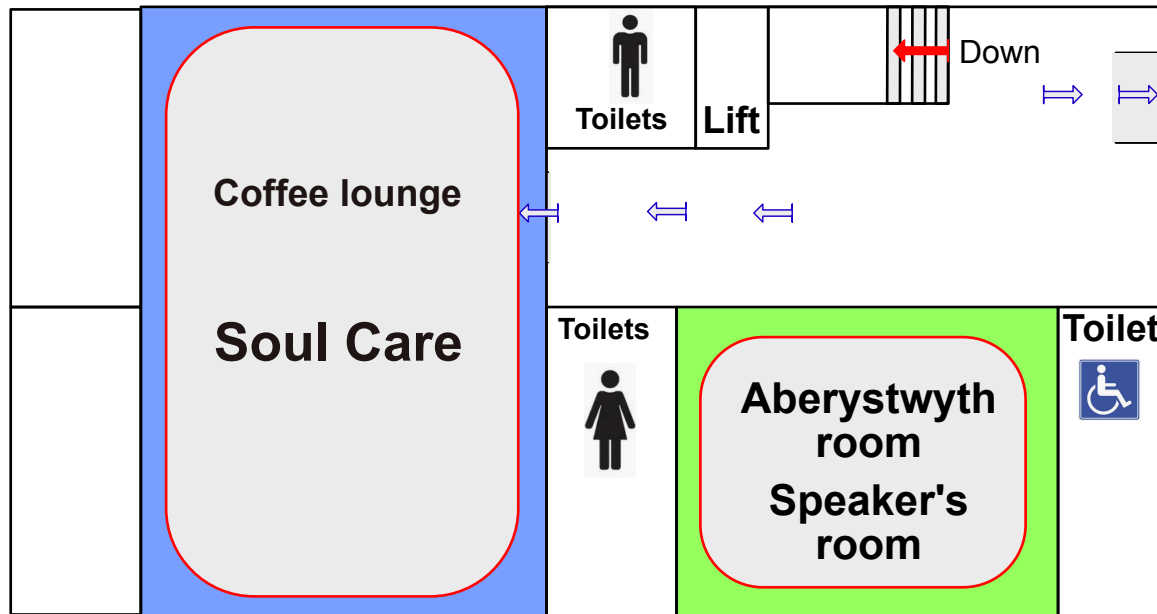 Down
Toilets
Lift
Coffee lounge
Soul Care
Toilets
Toilet
Aberystwyth
room
Speaker's
room